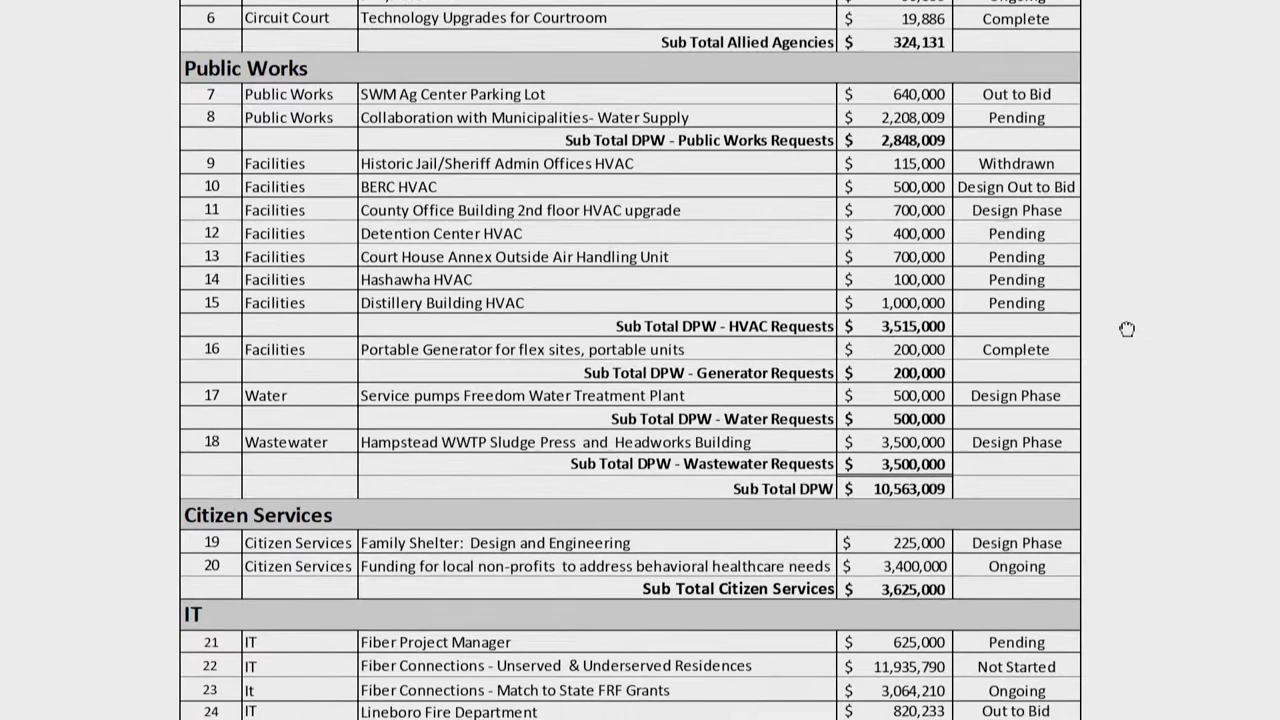 6 Circuit Court Technology Upgrades for Courtroom $ 19,886 Complete
Sub Total Allied Agencies $ 324,131
Public Works
7 Public Works SWM Ag Center Parking Lot $ 640,000 Out to Bid
8 Public Works Collaboration with Municipalities- Water Supply $ 2,208,009 Pending
Sub Total DPW - Public Works Requests $ 2,848,009
9 Facilities Historic Jail/Sheriff Admin Offices HVAC $ 115,000 Withdrawn
10 Facilities BERC HVAC $ 500,000 Design Out to Bid
11 Facilities County Office Building 2nd floor HVAC upgrade $ 700,000 Design Phase
12 Facilities Detention Center HVAC $ 400,000 Pending
13 Facilities Court House Annex Outside Air Handling Unit $ 700,000 Pending
14 Facilities Hashawha HVAC $ 100,000 Pending
15 Facilities Distillery Building HVAC $ 1,000,000 Pending
Sub Total DPW - HVAC Requests $ 3,515,000
16 Facilities Portable Generator for flex sites, portable units $ 200,000 Complete
Sub Total DPW - Generator Requests $ 200,000
17 Water Service pumps Freedom Water Treatment Plant $ 500,000 Design Phase
Sub Total DPW - Water Requests $ 500,000
18 Wastewater Hampstead WWTP Sludge Press and Headworks Building $ 3,500,000 Design Phase
Sub Total DPW - Wastewater Requests $ 3,500,000
Sub Total DPW $ 10,563,009
Citizen Services
19 Citizen Services Family Shelter: Design and Engineering $ 225,000 Design Phase
20 Citizen Services Funding for local non-profits to address behavioral healthcare needs $ 3,400,000 Ongoing
Sub Total Citizen Services $ 3,625,000
IT
21 IT Fiber Project Manager $ 625,000 Pending
22 IT Fiber Connections - Unserved & Underserved Residences $ 11,935,790 Not Started
23 It Fiber Connections - Match to State FRF Grants $ 3,064,210 Ongoing
24 IT Lineboro Fire Department $ 820,233 Out to Bid